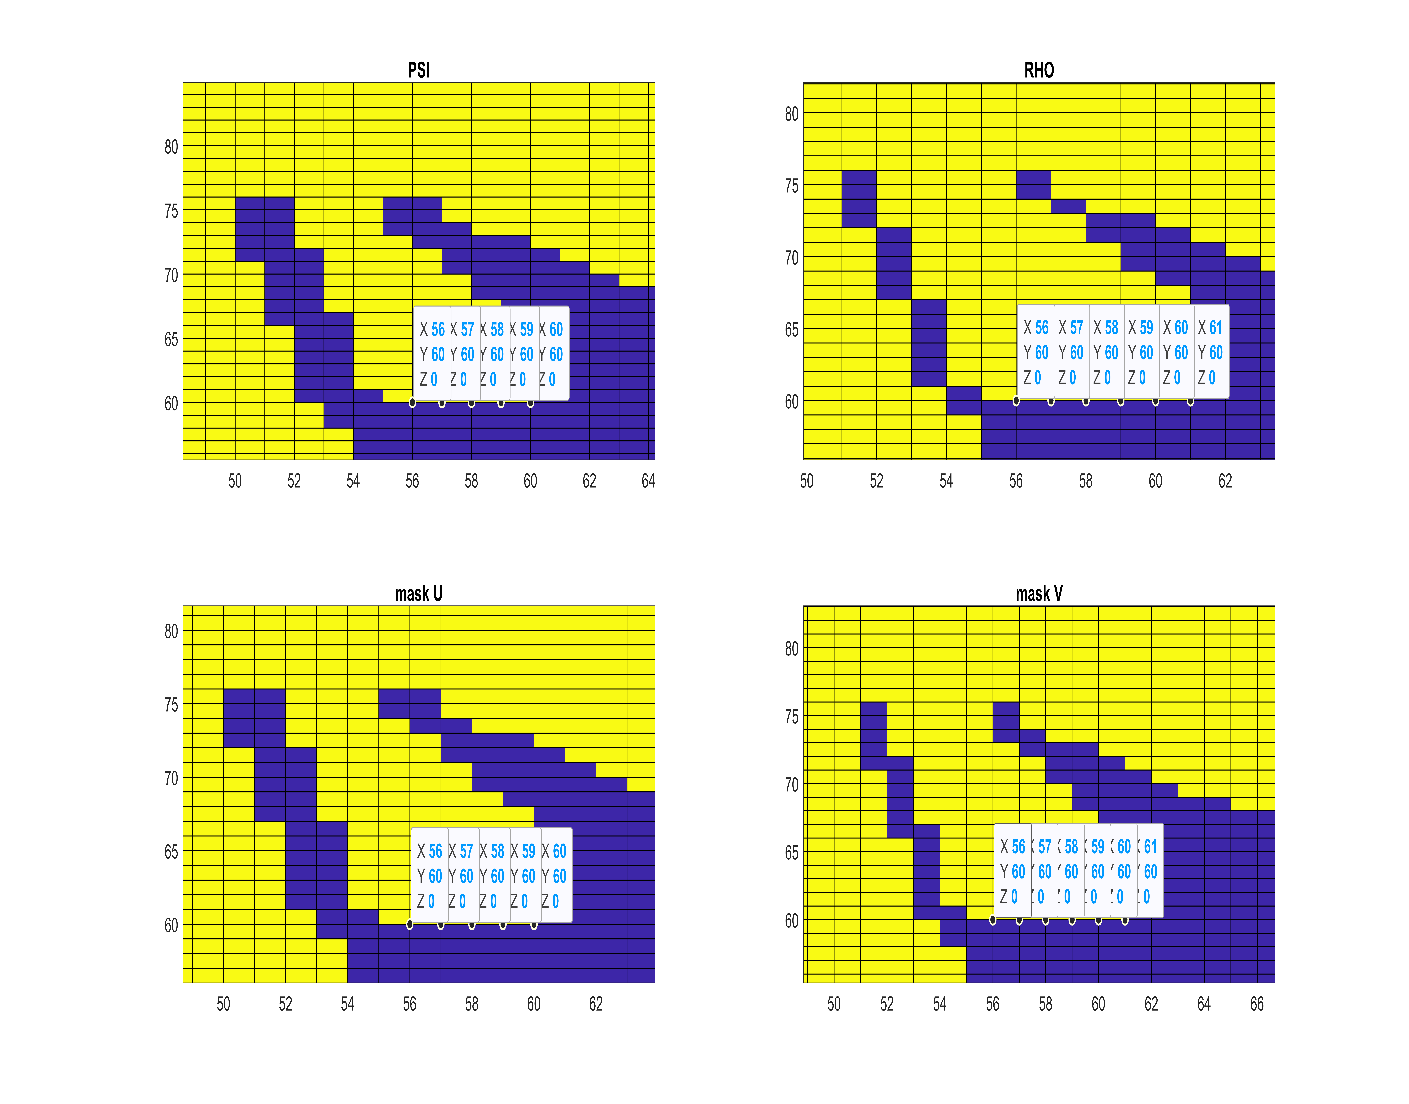 PSI
80
75
70
65
60
X 56 X 57 X 58 X 59 X 60
Y 60 Y 60 Y 60 Y 60 Y 60
Z 0 Z 0 Z 0 Z 0 Z 0
50 52 54 56 58 60 62 64
RHO
80
75
70
65
60
X 56 X 57 X 58 X 59 X 60 X 61
Y 60 Y 60 Y 60 Y 60 Y 60 Y 60
Z 0 Z 0 Z 0 Z 0 Z 0 Z 0
50 52 54 56 58 60 62
mask U
80
75
70
65
60
X 56 X 57 X 58 X 59 X 60
Y 60 Y 60 Y 60 Y 60 Y 60
Z 0 Z 0 Z 0 Z 0 Z 0
50 52 54 56 58 60 62
mask V
80
75
70
65
60
X 56 X 57 X 58 X 59 X 60 X 61
Y 60 Y 60 Y 60 Y 60 Y 60 Y 60
Z 0 Z 0 Z 0 Z 0 Z 0 Z 0
50 52 54 56 58 60 62 64 66